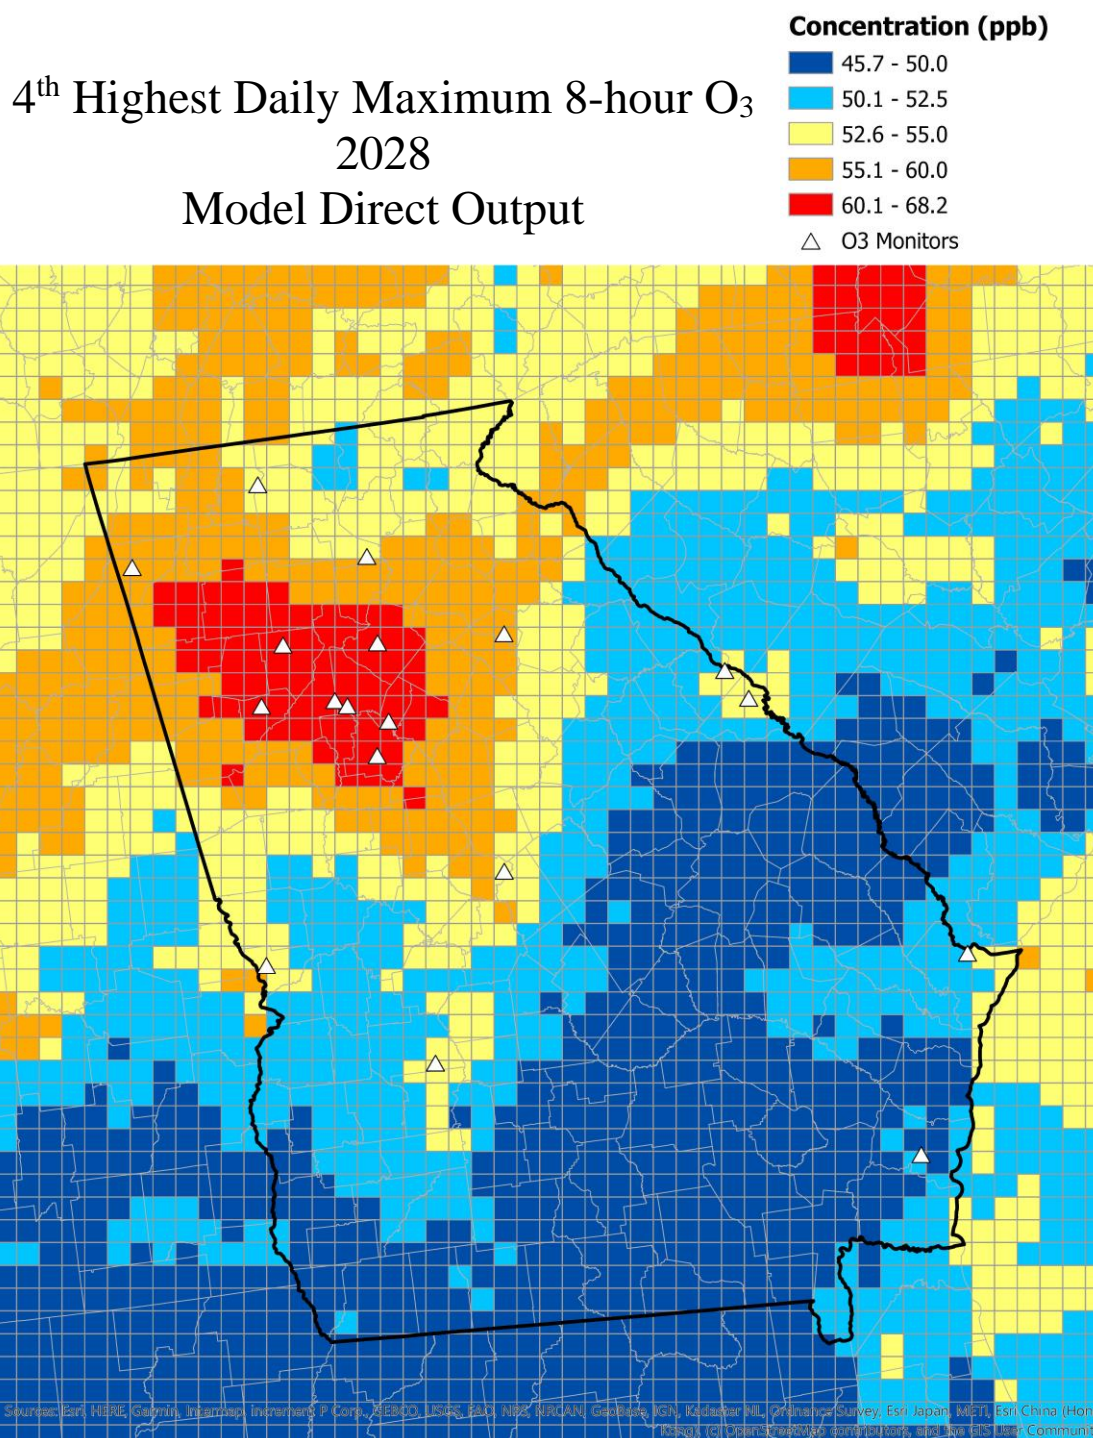 4th Highest Daily Maximum 8-hour O3
2028
Model Direct Output
Concentration (ppb)
45.7 - 50.0
50.1 - 52.5
52.6 - 55.0
55.1 - 60.0
60.1 - 68.2
O3 Monitors
Sources: Esri, HERE, Garmin, Intermap, increment P Corp., GEBCO, USGS, FAO, NPS, NRCAN, GeoBase, IGN, Kadaster NL, Ordnance Survey, Esri Japan, METI, Esri China (Hon
Kong), (c) OpenStreetMap contributors, and the GIS User Communit